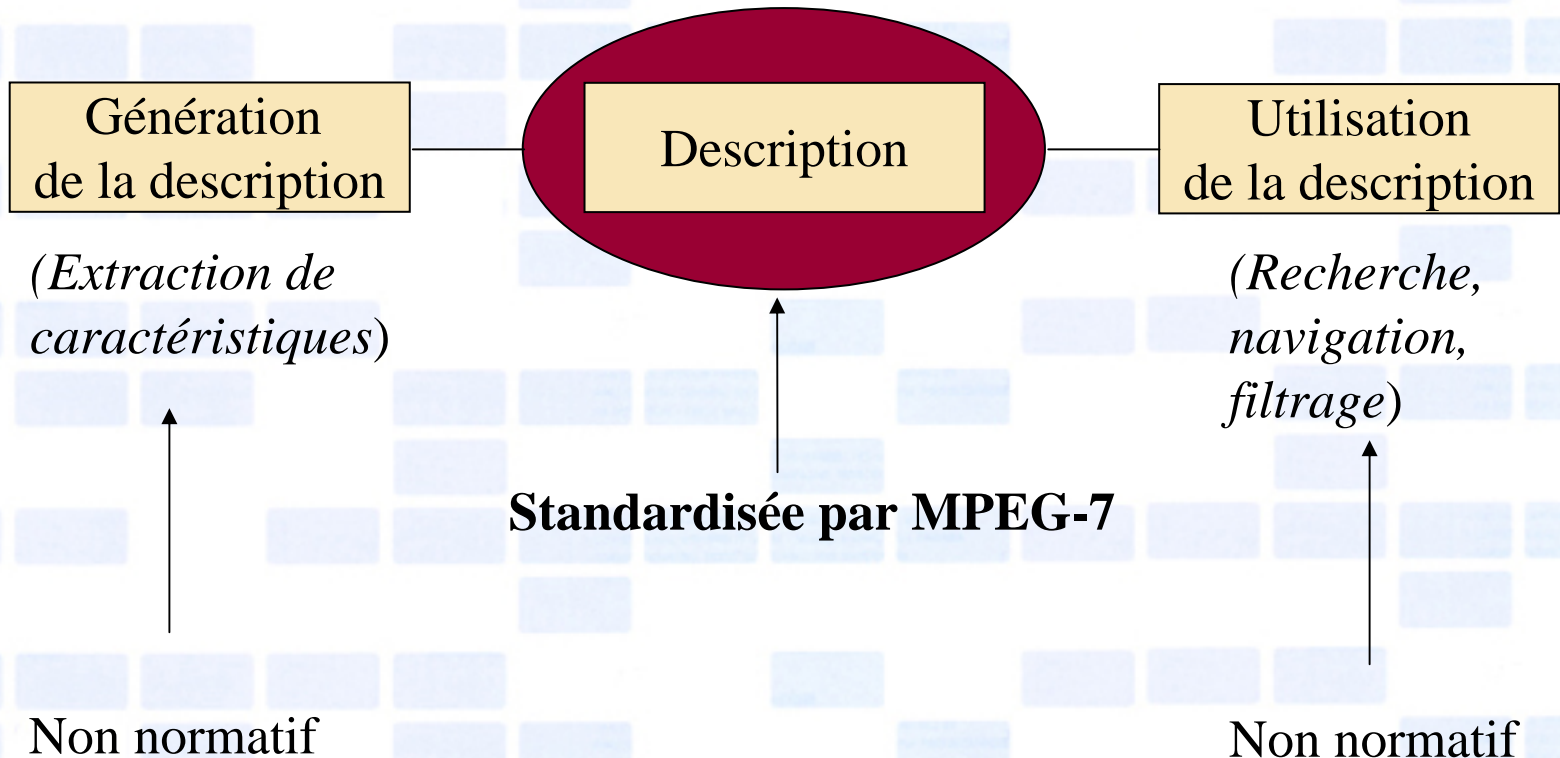 Génération
de la description
Description
Utilisation
de la description
(Extraction de
caractéristiques)
(Recherche,
navigation,
filtrage)
Standardisée par MPEG-7
Non normatif
Non normatif